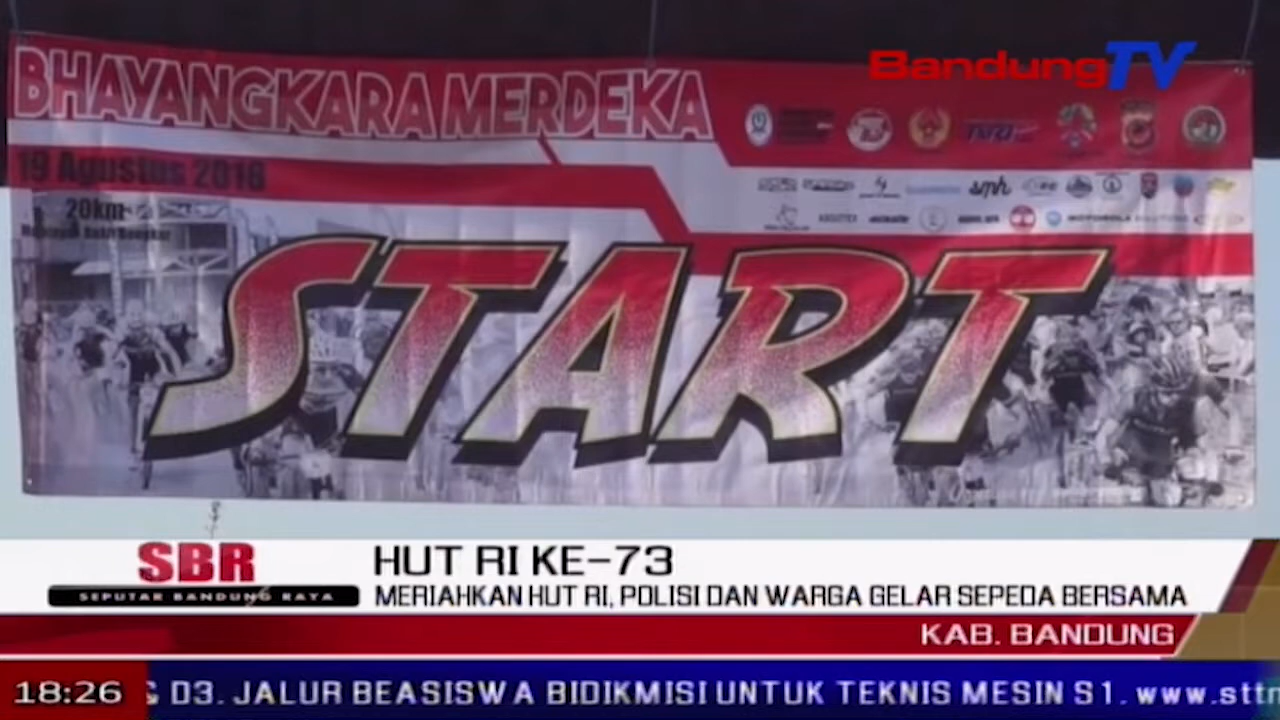 BandungTV
BHAYANGKARA MERDEKA
19 Agustus 2018
20km
START
SBR
SEPUTAR BANDUNG RAYA
HUT RI KE-73
MERIAHKAN HUT RI, POLISI DAN WARGA GELAR SEPEDA BERSAMA
KAB. BANDUNG
18:26
G D3. JALUR BEASISWA BIDIKMISI UNTUK TEKNIS MESIN S1. www.sttm